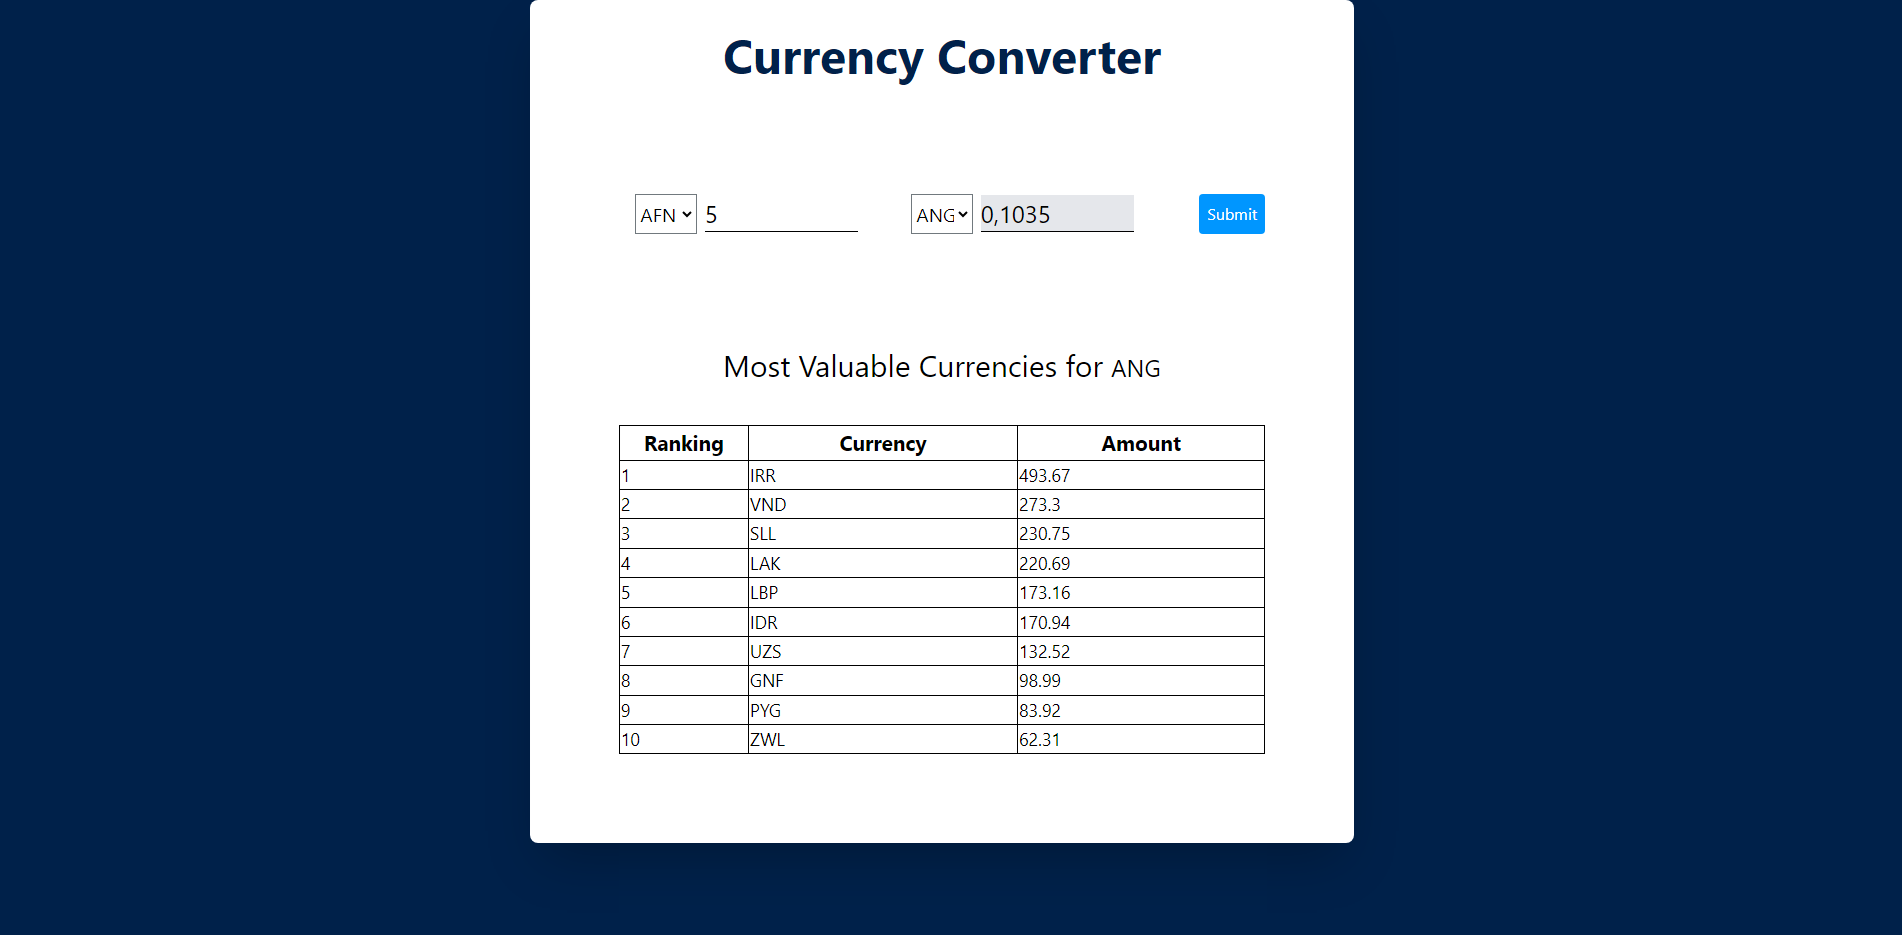 Currency Converter
AFN 5 ANG 0,1035 Submit
Most Valuable Currencies for ANG
Ranking Currency Amount
1 IRR 493.67
2 VND 273.3
3 SLL 230.75
4 LAK 220.69
5 LBP 173.16
6 IDR 170.94
7 UZS 132.52
8 GNF 98.99
9 PYG 83.92
10 ZWL 62.31